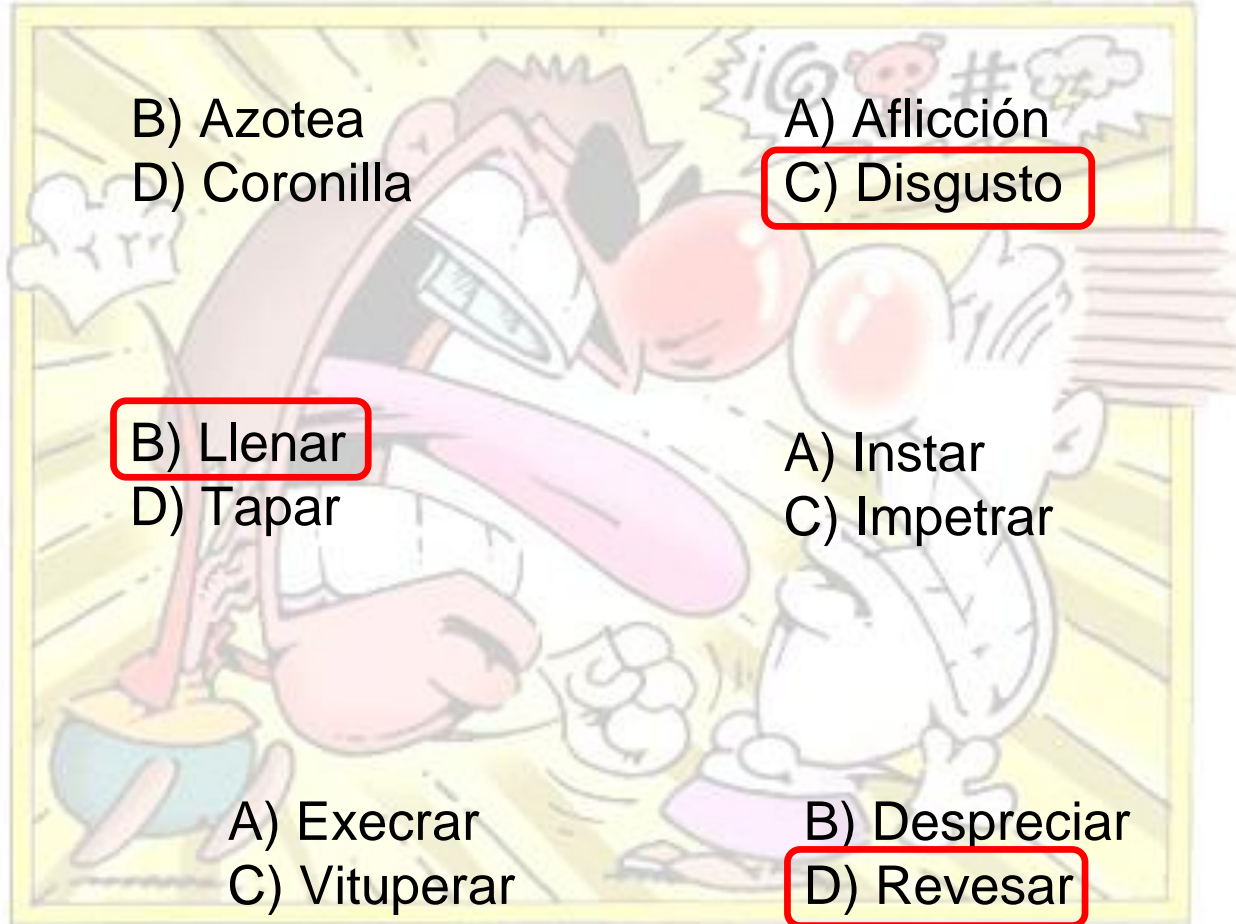 ¡@ #
B) Azotea
D) Coronilla
A) Aflicción
C) Disgusto
B) Llenar
D) Tapar
A) Instar
C) Impetrar
A) Execrar
C) Vituperar
B) Despreciar
D) Revesar